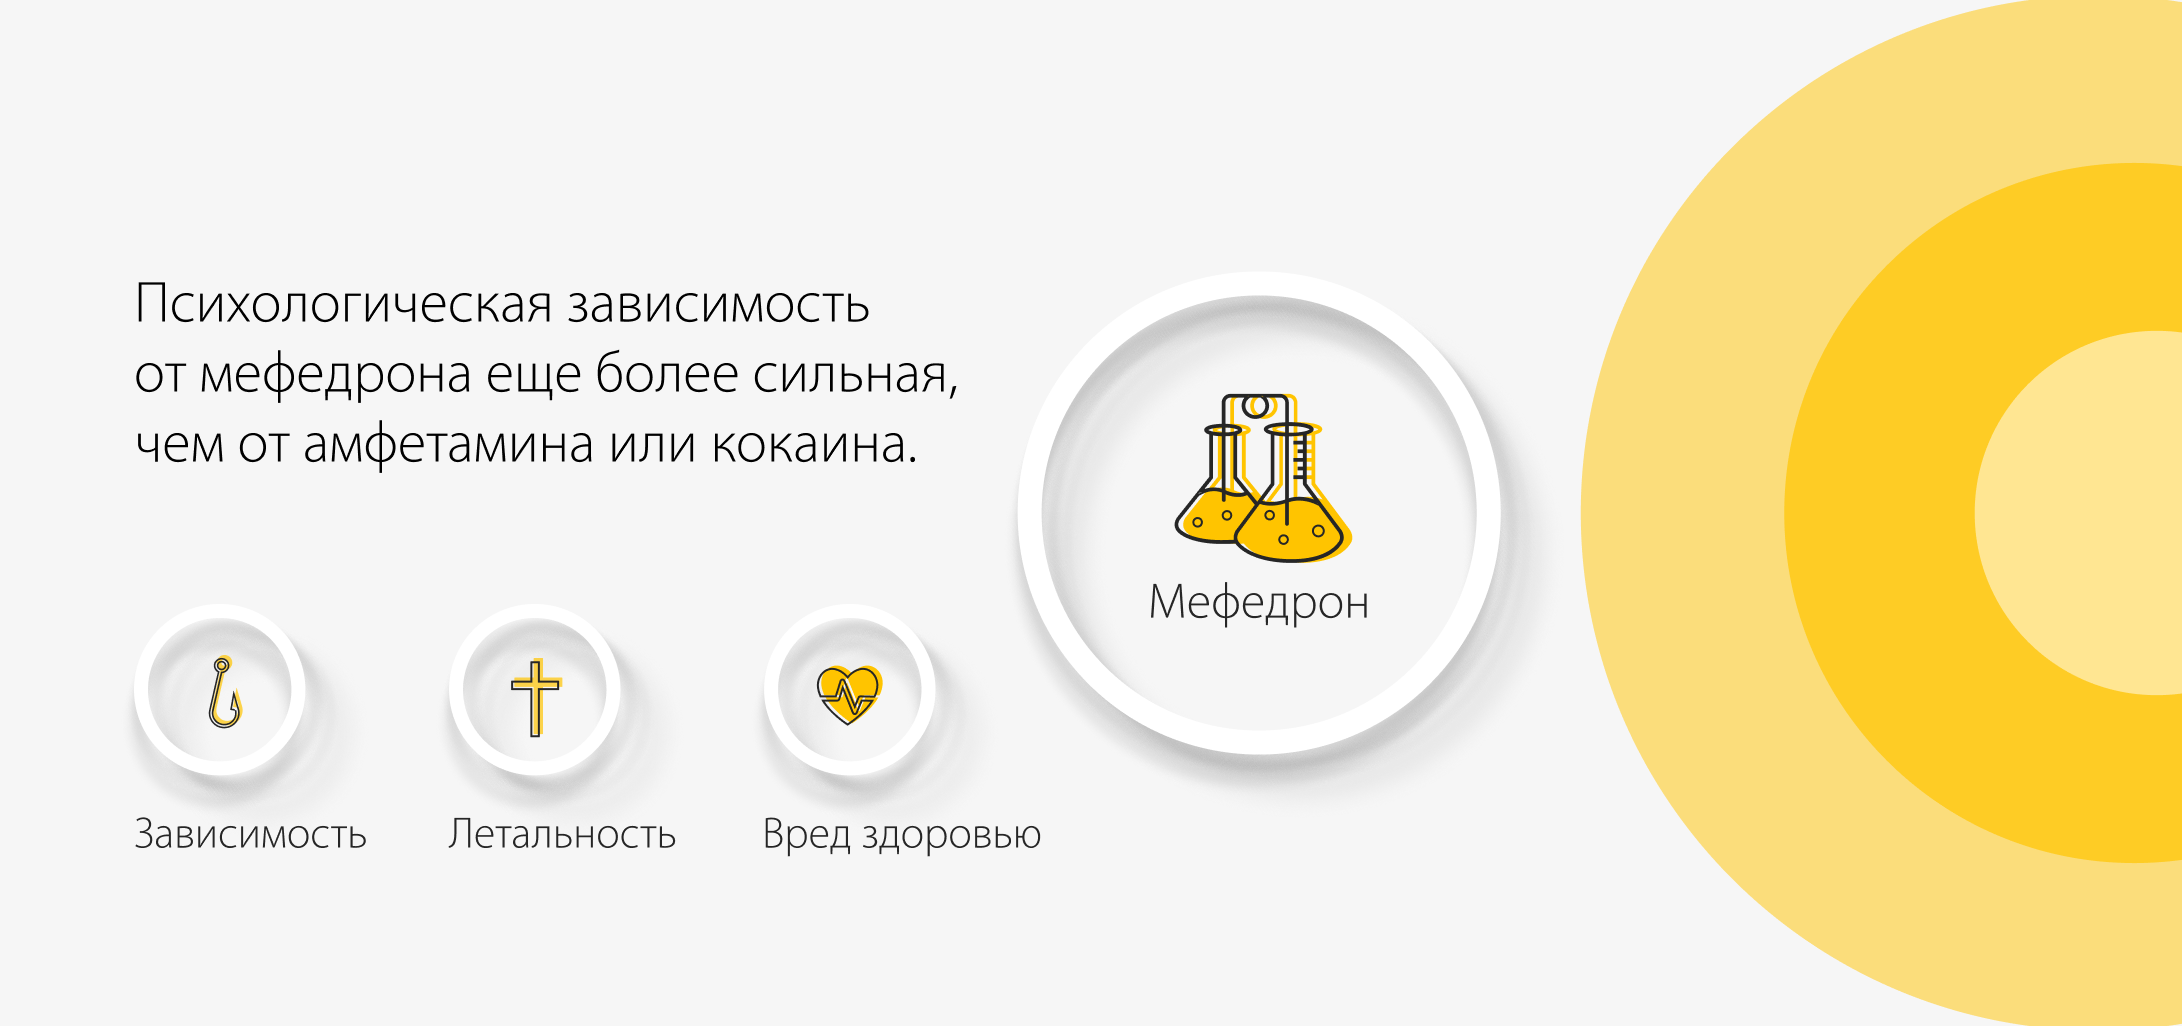 Психологическая зависимость
от мефедрона еще более сильная,
чем от амфетамина или кокаина.
Мефедрон
Зависимость
Летальность
Вред здоровью